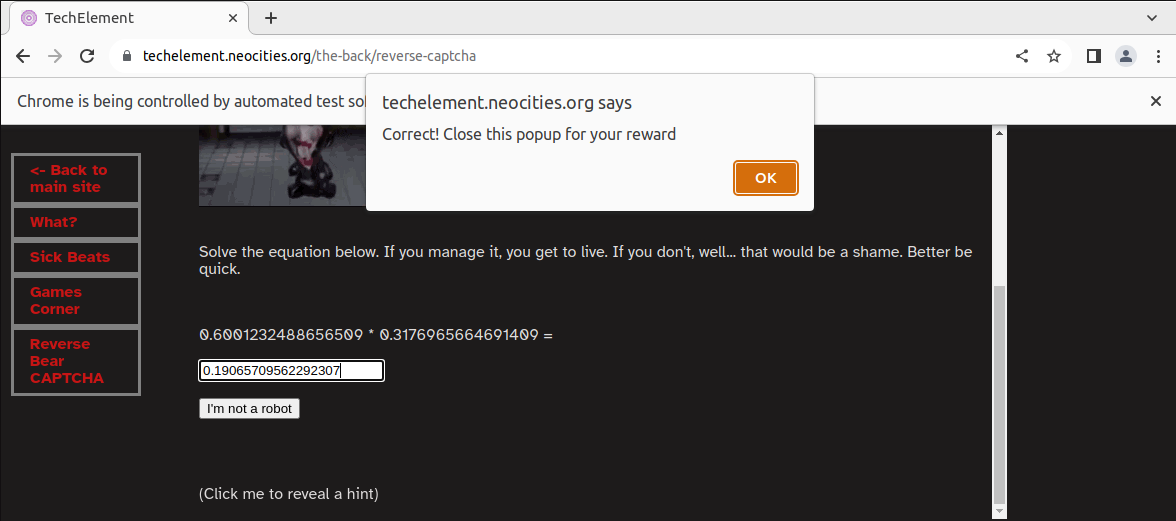 TechElement
techelement.neocities.org/the-back/reverse-captcha
Chrome is being controlled by automated test so
techelement.neocities.org says
Correct! Close this popup for your reward
OK
<- Back to
main site
What?
Sick Beats
Games
Corner
Reverse
Bear
CAPTCHA
Solve the equation below. If you manage it, you get to live. If you don't, well... that would be a shame. Better be
quick.
0.6001232488656509 * 0.3176965664691409 =
0.19065709562292307
I'm not a robot
(Click me to reveal a hint)